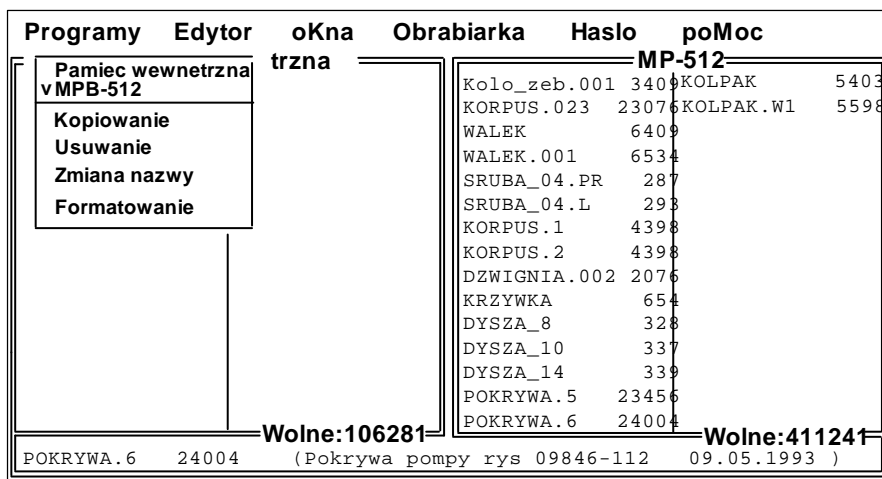 Programy Edytor oKna Obrabiarka Haslo poMoc
trzna
MP-512
Pamiec wewnetrzna
v MPB-512
Kopiowanie
Usuwanie
Zmiana nazwy
Formatowanie
Kolo_zeb.001 3409
KORPUS.023 23076
WALEK 6409
WALEK.001 6534
SRUBA_04.PR 287
SRUBA_04.L 293
KORPUS.1 4398
KORPUS.2 4398
DZWIGNIA.002 2076
KRZYWKA 654
DYSZA_8 328
DYSZA_10 337
DYSZA_14 339
POKRYWA.5 23456
POKRYWA.6 24004
KOLPAK 5403
KOLPAK.W1 5598
Wolne:106281
Wolne:411241
POKRYWA.6 24004 (Pokrywa pompy rys 09846-112 09.05.1993 )